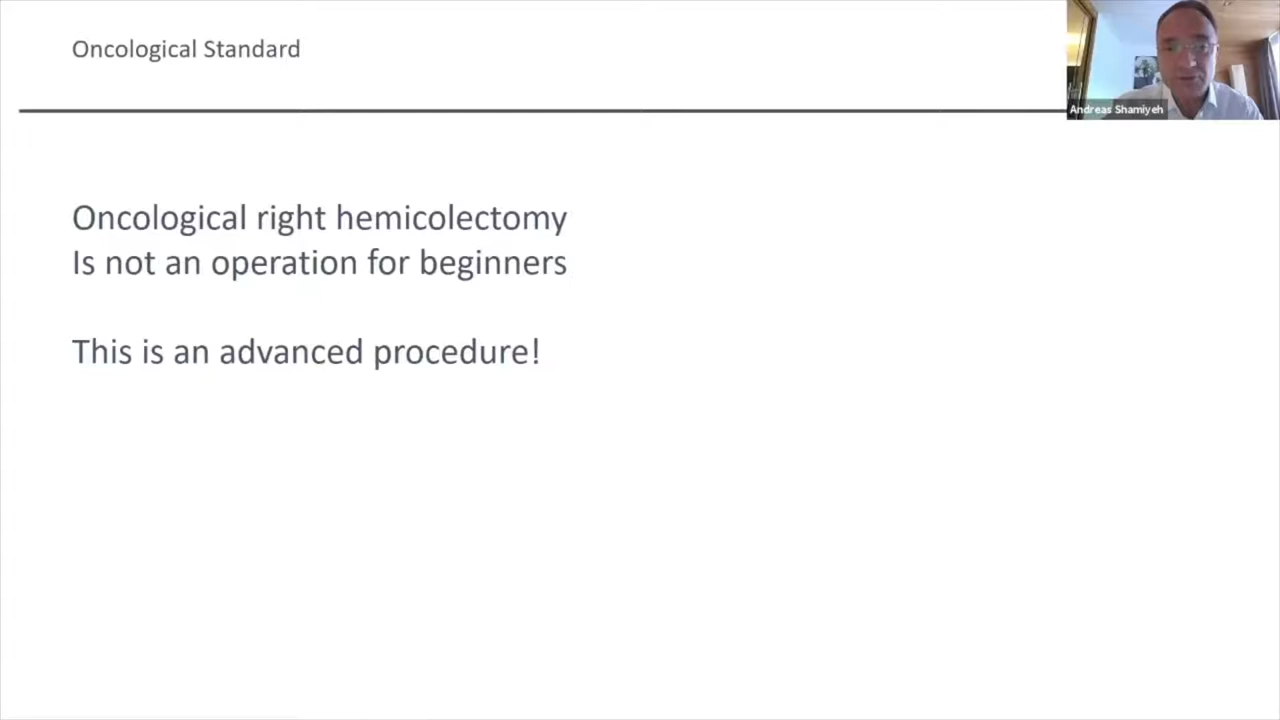 Oncological Standard
Andreas Shamiyeh
Oncological right hemicolectomy
Is not an operation for beginners
This is an advanced procedure!